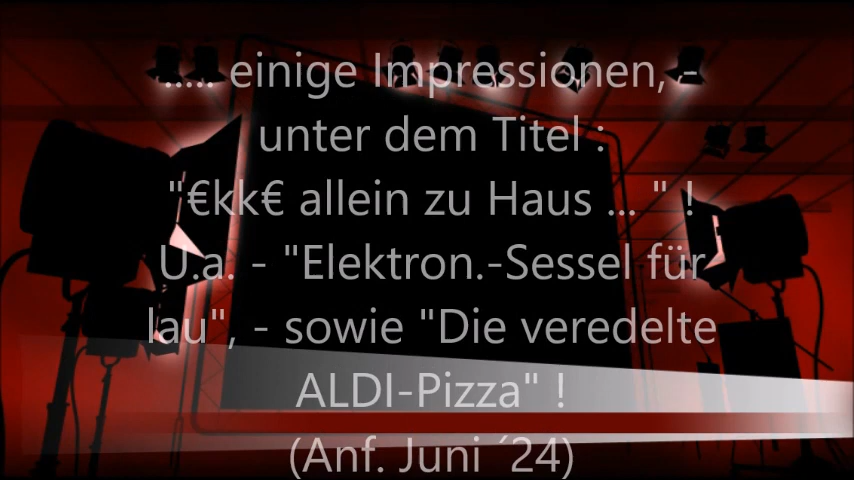 ..... einige Impressionen, -
unter dem Titel :
"€kk€ allein zu Haus ... " !
U.a. - "Elektron.-Sessel für
lau", - sowie "Die veredelte
ALDI-Pizza" !
(Anf. Juni ´24)